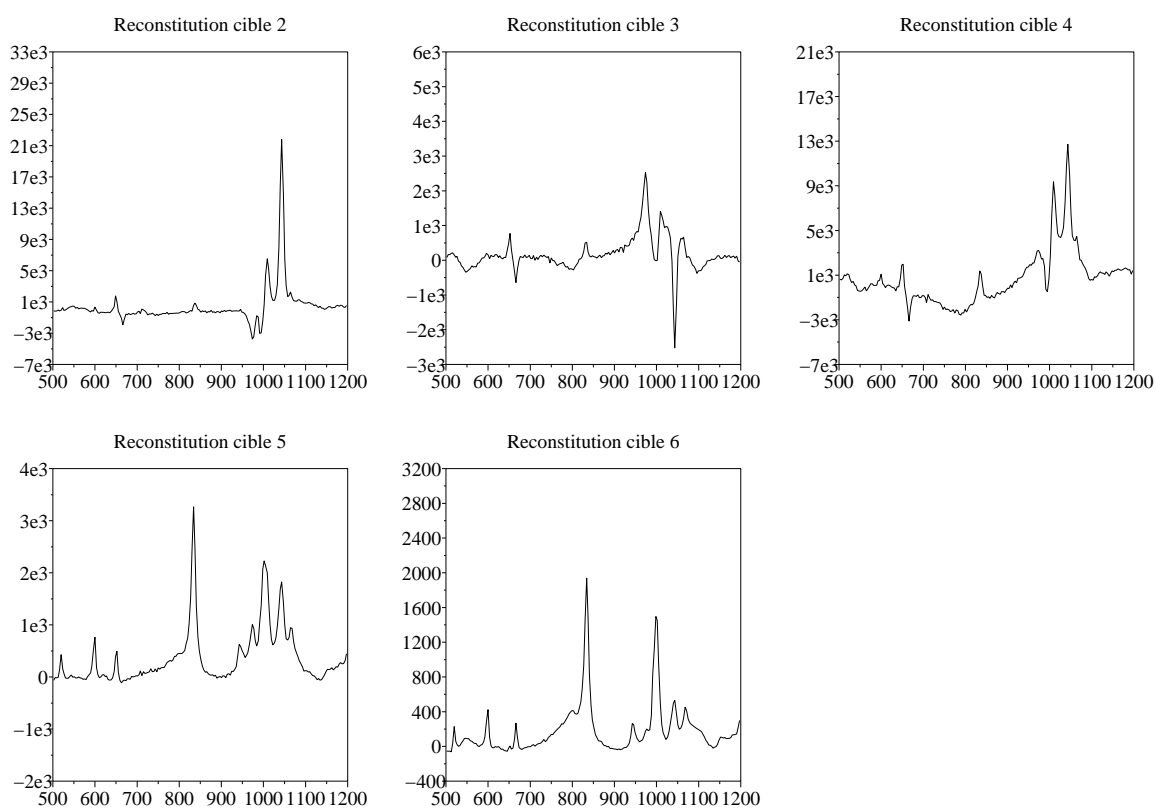 Reconstitution cible 2
33e3
29e3
25e3
21e3
17e3
13e3
9e3
5e3
1e3
−3e3
−7e3
500 600 700 800 900 1000 1100 1200
Reconstitution cible 3
6e3
5e3
4e3
3e3
2e3
1e3
0
−1e3
−2e3
−3e3
500 600 700 800 900 1000 1100 1200
Reconstitution cible 4
21e3
17e3
13e3
9e3
5e3
1e3
−3e3
−7e3
500 600 700 800 900 1000 1100 1200
Reconstitution cible 5
4e3
3e3
2e3
1e3
0
−1e3
−2e3
500 600 700 800 900 1000 1100 1200
Reconstitution cible 6
3200
2800
2400
2000
1600
1200
800
400
0
−400
500 600 700 800 900 1000 1100 1200